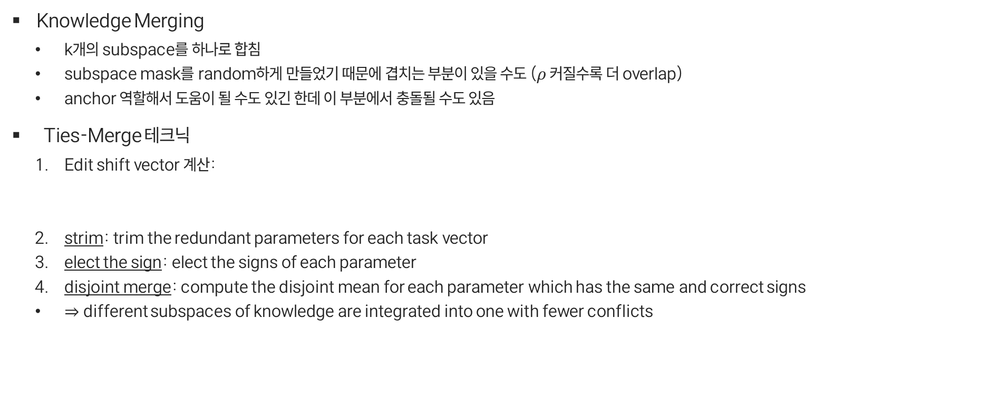 ▪ Knowledge Merging
• k개의 subspace를 하나로 합침
• subspace mask를 random하게 만들었기 때문에 겹치는 부분이 있을 수도 (ρ 커질수록 더 overlap)
• anchor 역할해서 도움이 될 수도 있긴 한데 이 부분에서 충돌될 수도 있음
▪ Ties-Merge 테크닉
1. Edit shift vector 계산:
2. strim: trim the redundant parameters for each task vector
3. elect the sign: elect the signs of each parameter
4. disjoint merge: compute the disjoint mean for each parameter which has the same and correct signs
• ⇒ different subspaces of knowledge are integrated into one with fewer conflicts